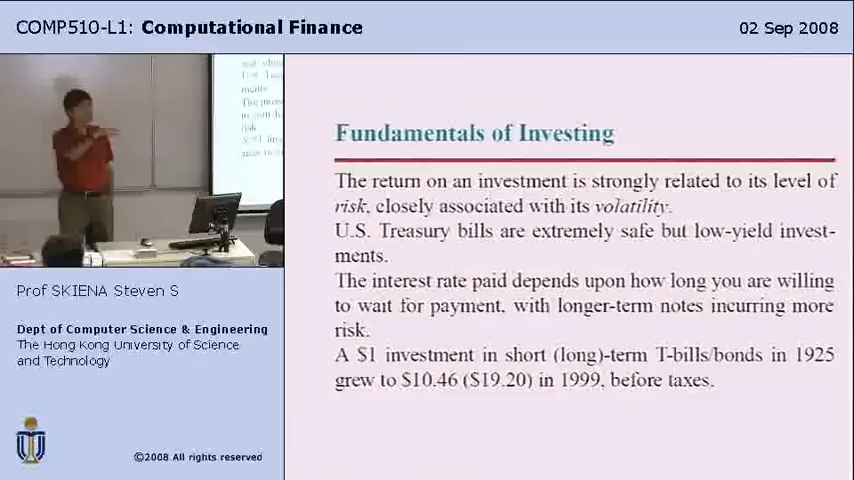 COMP510-L1: Computational Finance
02 Sep 2008
Fundamentals of Investing
The return on an investment is strongly related to its level of
risk, closely associated with its volatility.
U.S. Treasury bills are extremely safe but low-yield invest-
ments.
The interest rate paid depends upon how long you are willing
to wait for payment, with longer-term notes incurring more
risk.
A $1 investment in short (long)-term T-bills/bonds in 1925
grew to $10.46 ($19.20) in 1999, before taxes.
Prof SKIENA Steven S
Dept of Computer Science & Engineering
The Hong Kong University of Science
and Technology
©2008 All rights reserved